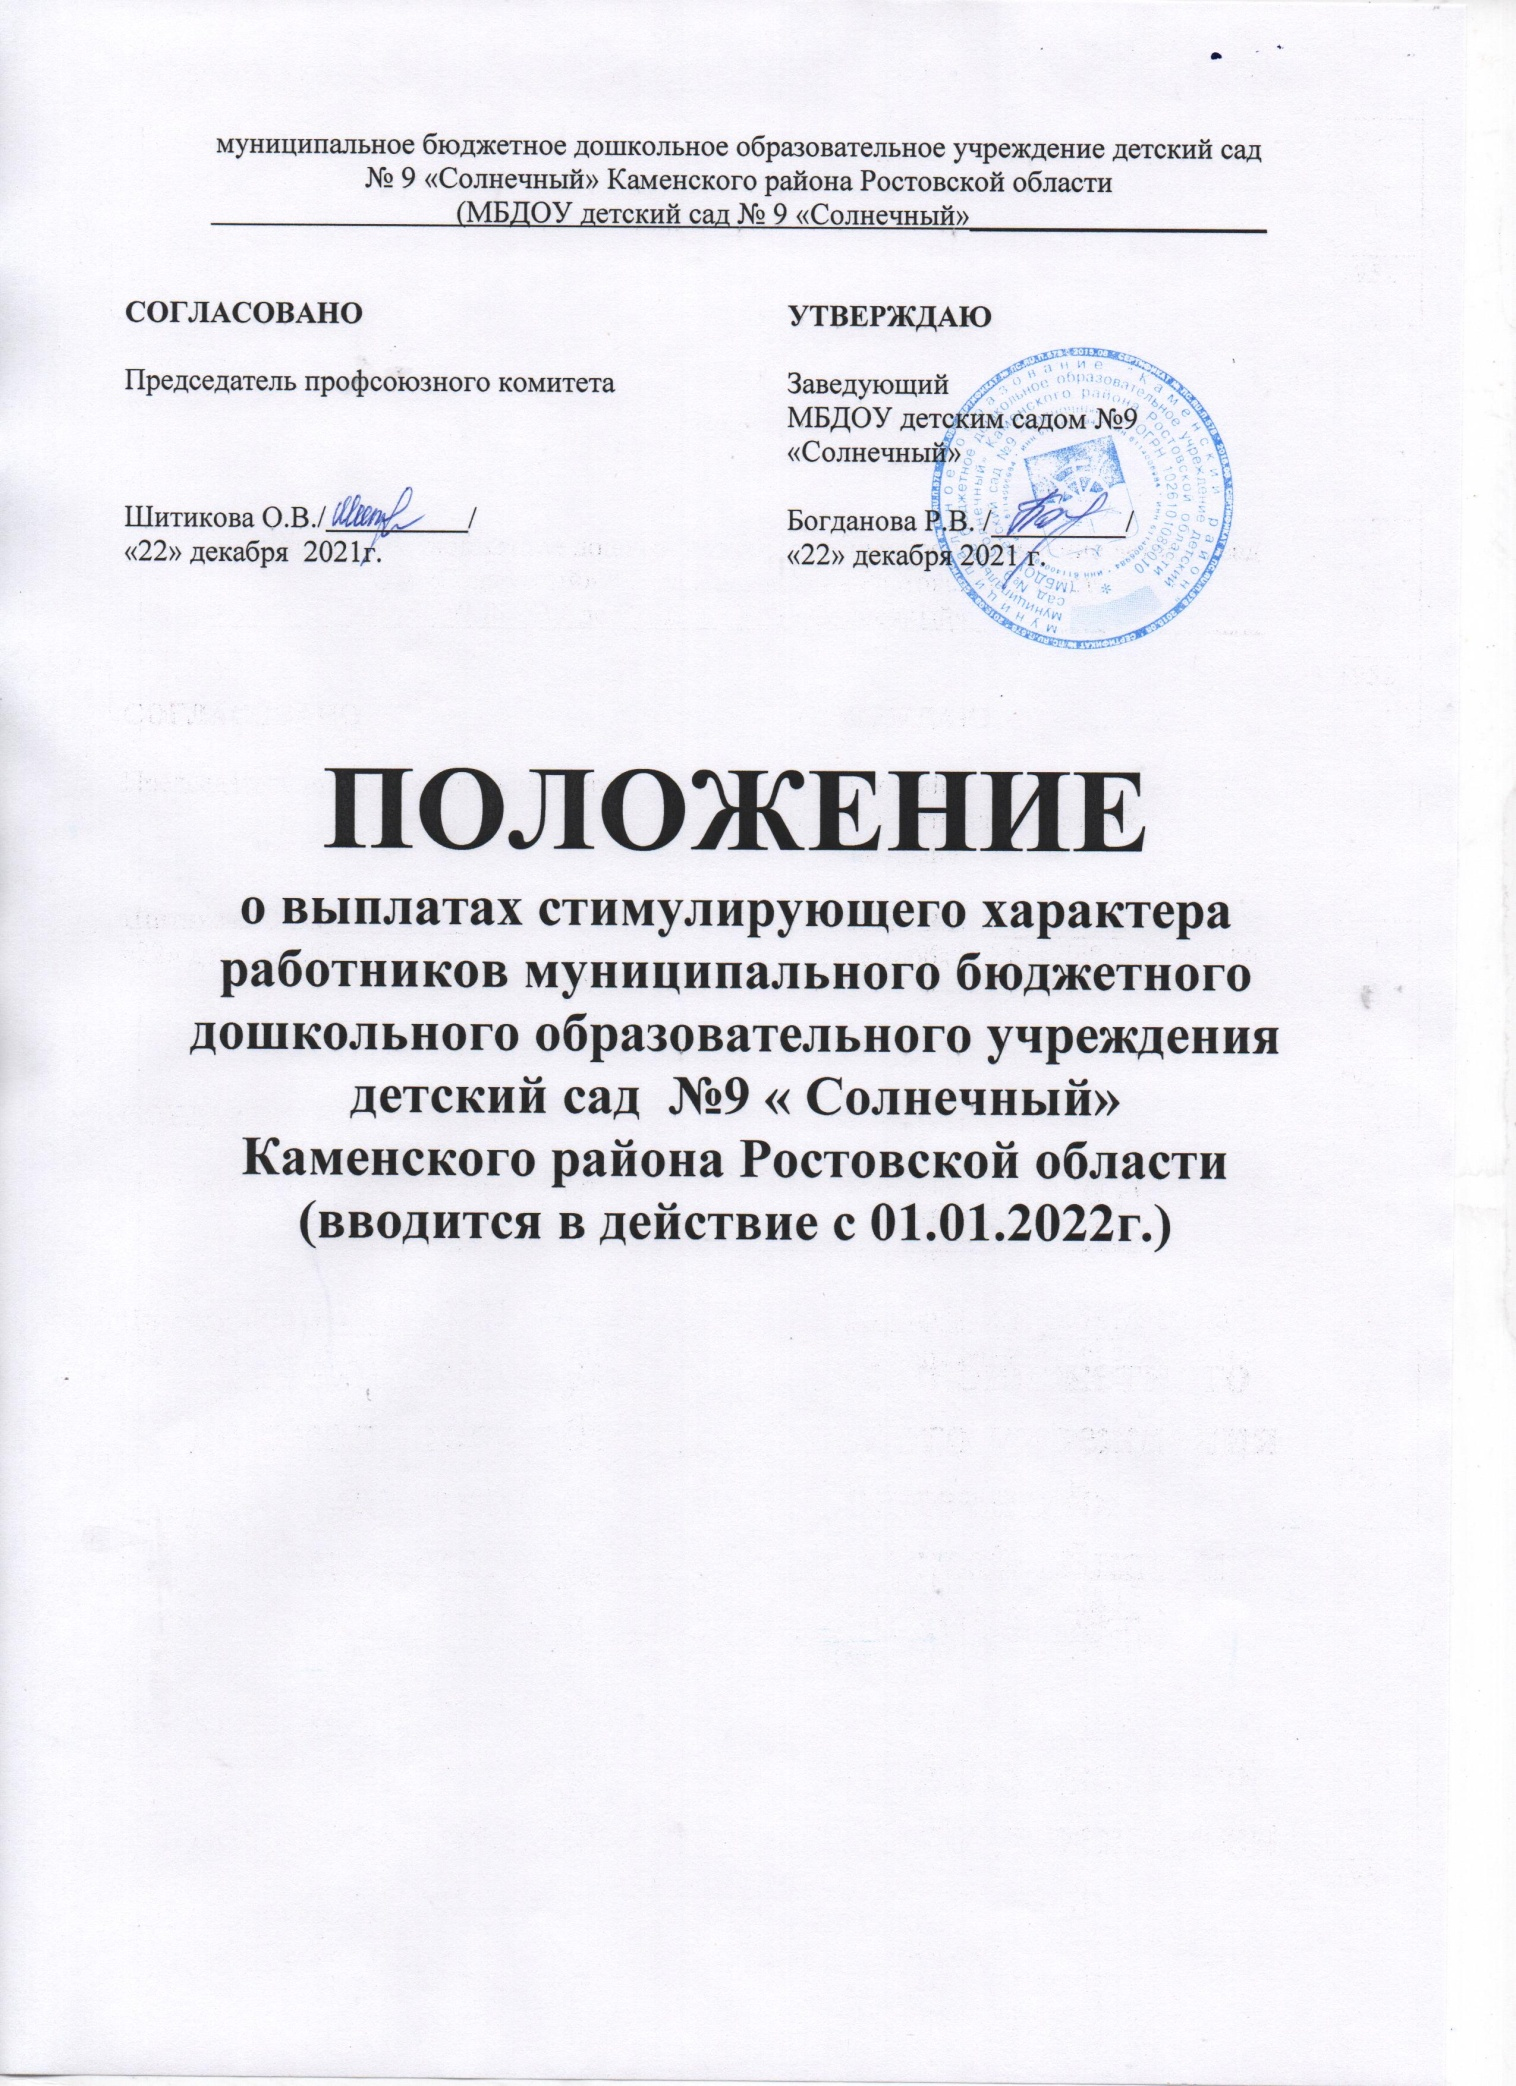 муниципальное бюджетное дошкольное образовательное учреждение детский сад
№ 9 «Солнечный» Каменского района Ростовской области
(МБДОУ детский сад № 9 «Солнечный»
СОГЛАСОВАНО
Председатель профсоюзного комитета
Шитикова О.В./ /
«22» декабря 2021г.
УТВЕРЖДАЮ
Заведующий
МБДОУ детским садом №9
«Солнечный»
Богданова Р.В. / /
«22» декабря 2021 г.
ПОЛОЖЕНИЕ
о выплатах стимулирующего характера
работников муниципального бюджетного
дошкольного образовательного учреждения
детский сад №9 « Солнечный»
Каменского района Ростовской области
(вводится в действие с 01.01.2022г.)